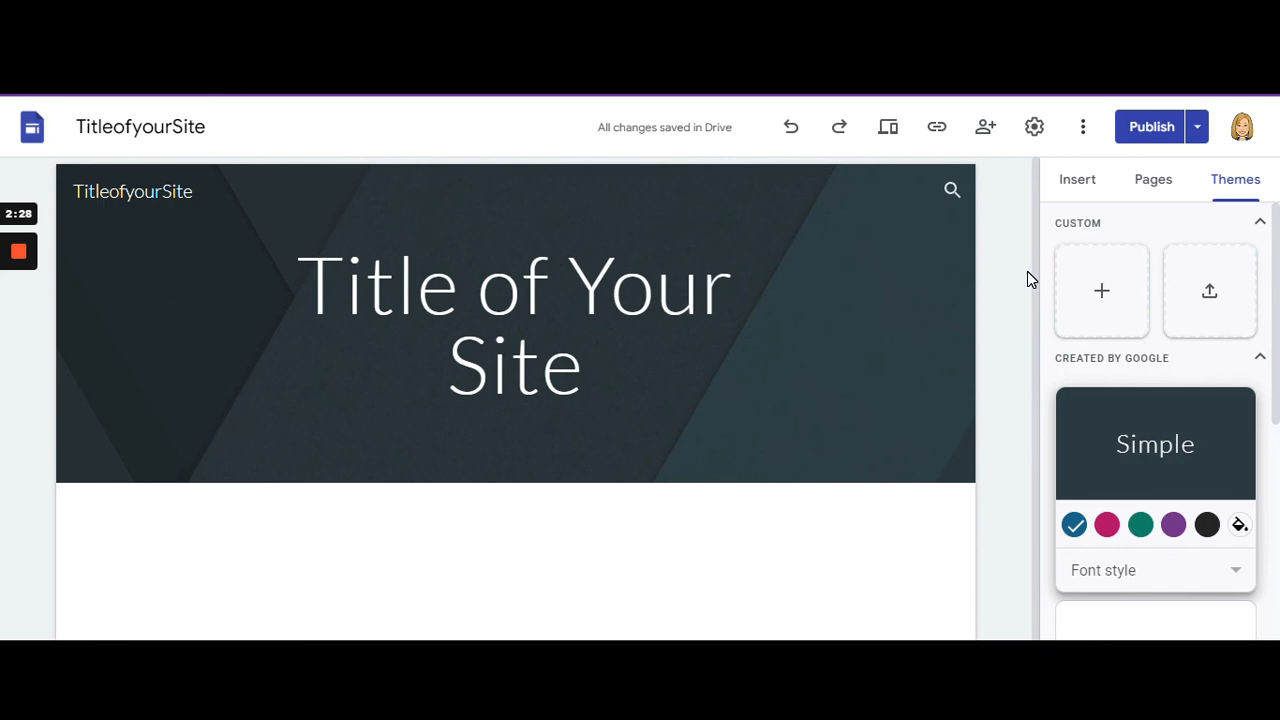 TitleofyourSite
All changes saved in Drive
Publish
Insert
Pages
Themes
2:28
TitleofyourSite
Title of Your
Site
CUSTOM
CREATED BY GOOGLE
Simple
Font style